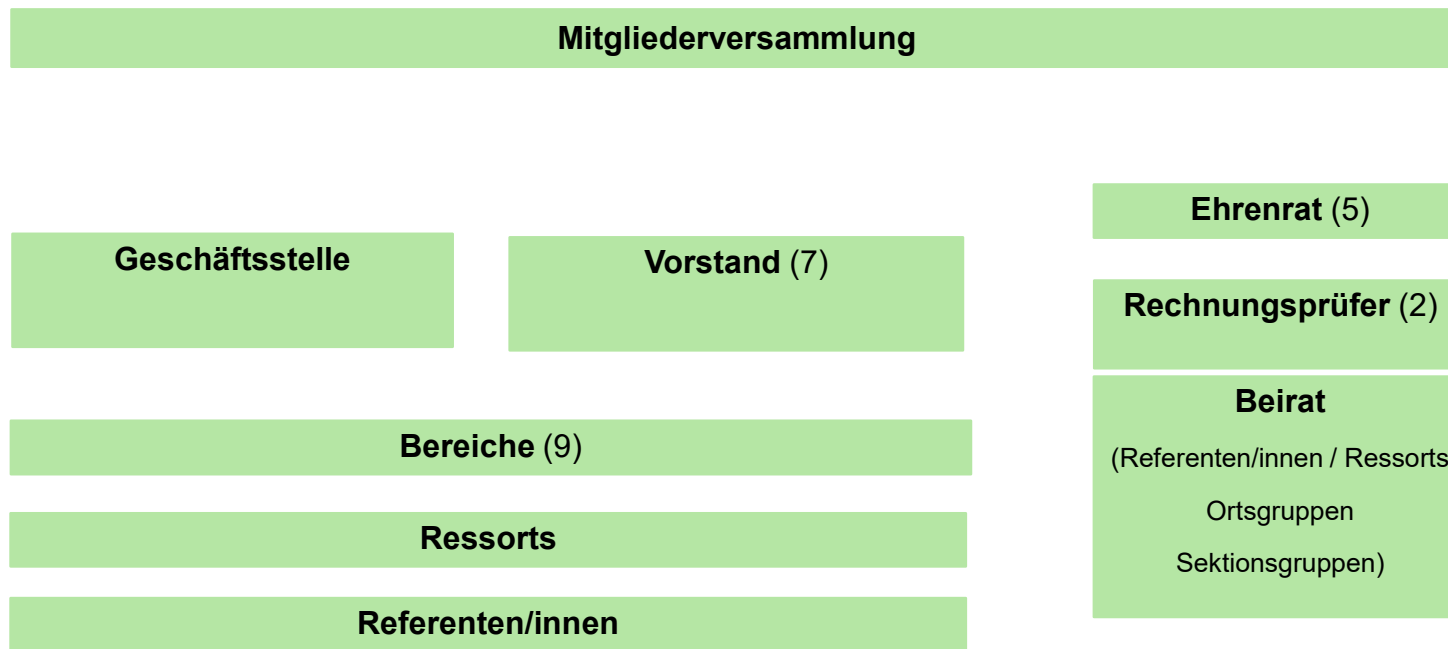 Mitgliederversammlung
Geschäftsstelle
Vorstand (7)
Ehrenrat (5)
Rechnungsprüfer (2)
Beirat
(Referenten/innen / Ressorts
Ortsgruppen
Sektionsgruppen)
Bereiche (9)
Ressorts
Referenten/innen